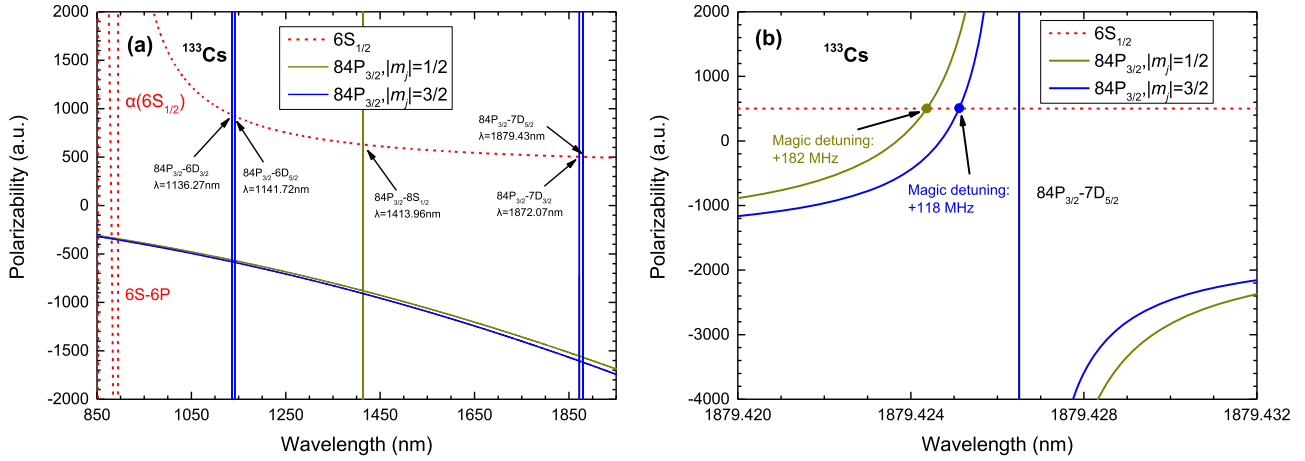 (a)
133Cs
6S1/2
84P3/2,|mj|=1/2
84P3/2,|mj|=3/2
α(6S1/2)
84P3/2-6D3/2
λ=1136.27nm
84P3/2-6D5/2
λ=1141.72nm
84P3/2-8S1/2
λ=1413.96nm
84P3/2-7D5/2
λ=1879.43nm
84P3/2-7D3/2
λ=1872.07nm
6S-6P
Polarizability (a.u.)
2000
1500
1000
500
0
-500
-1000
-1500
-2000
850
1050
1250
1450
1650
1850
Wavelength (nm)
(b)
133Cs
6S1/2
84P3/2,|mj|=1/2
84P3/2,|mj|=3/2
Magic detuning:
+182 MHz
Magic detuning:
+118 MHz
84P3/2-7D5/2
Polarizability (a.u.)
2000
1000
0
-1000
-2000
-3000
-4000
1879.420
1879.424
1879.428
1879.432
Wavelength (nm)